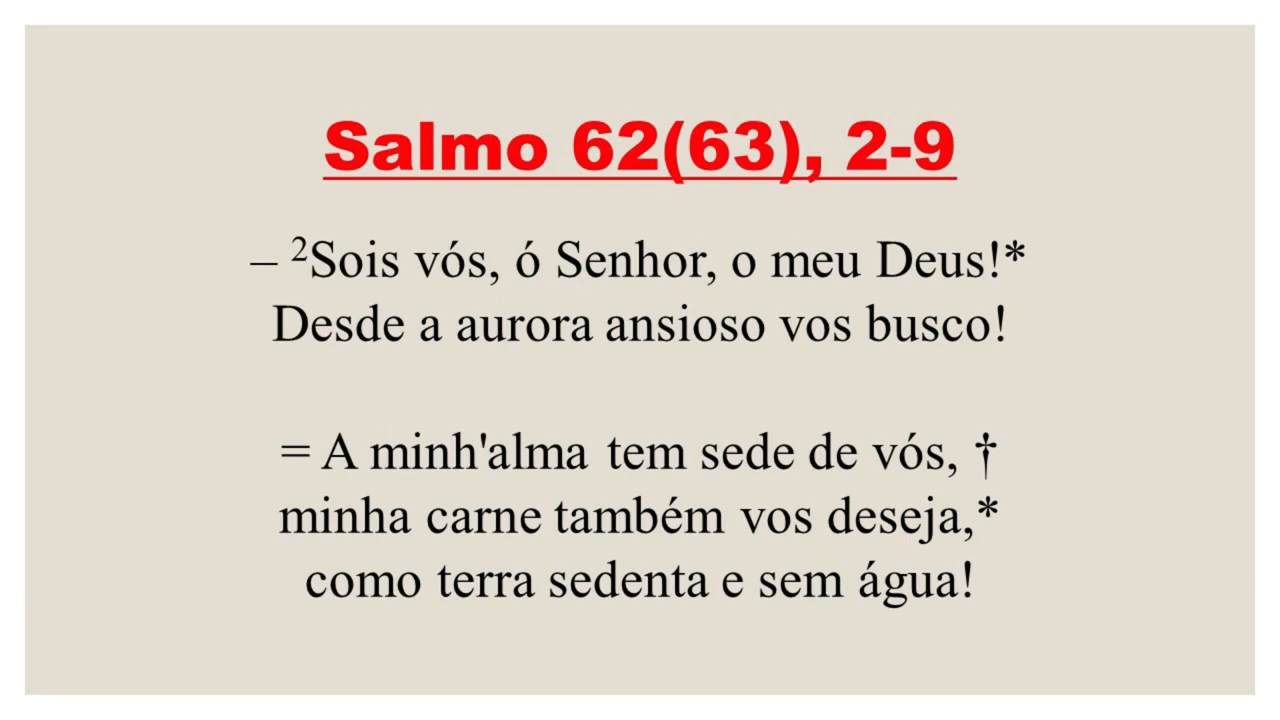 Salmo 62(63), 2-9
– ²Sois vós, ó Senhor, o meu Deus!*
Desde a aurora ansioso vos busco!
= A minh'alma tem sede de vós, †
minha carne também vos deseja,*
como terra sedenta e sem água!